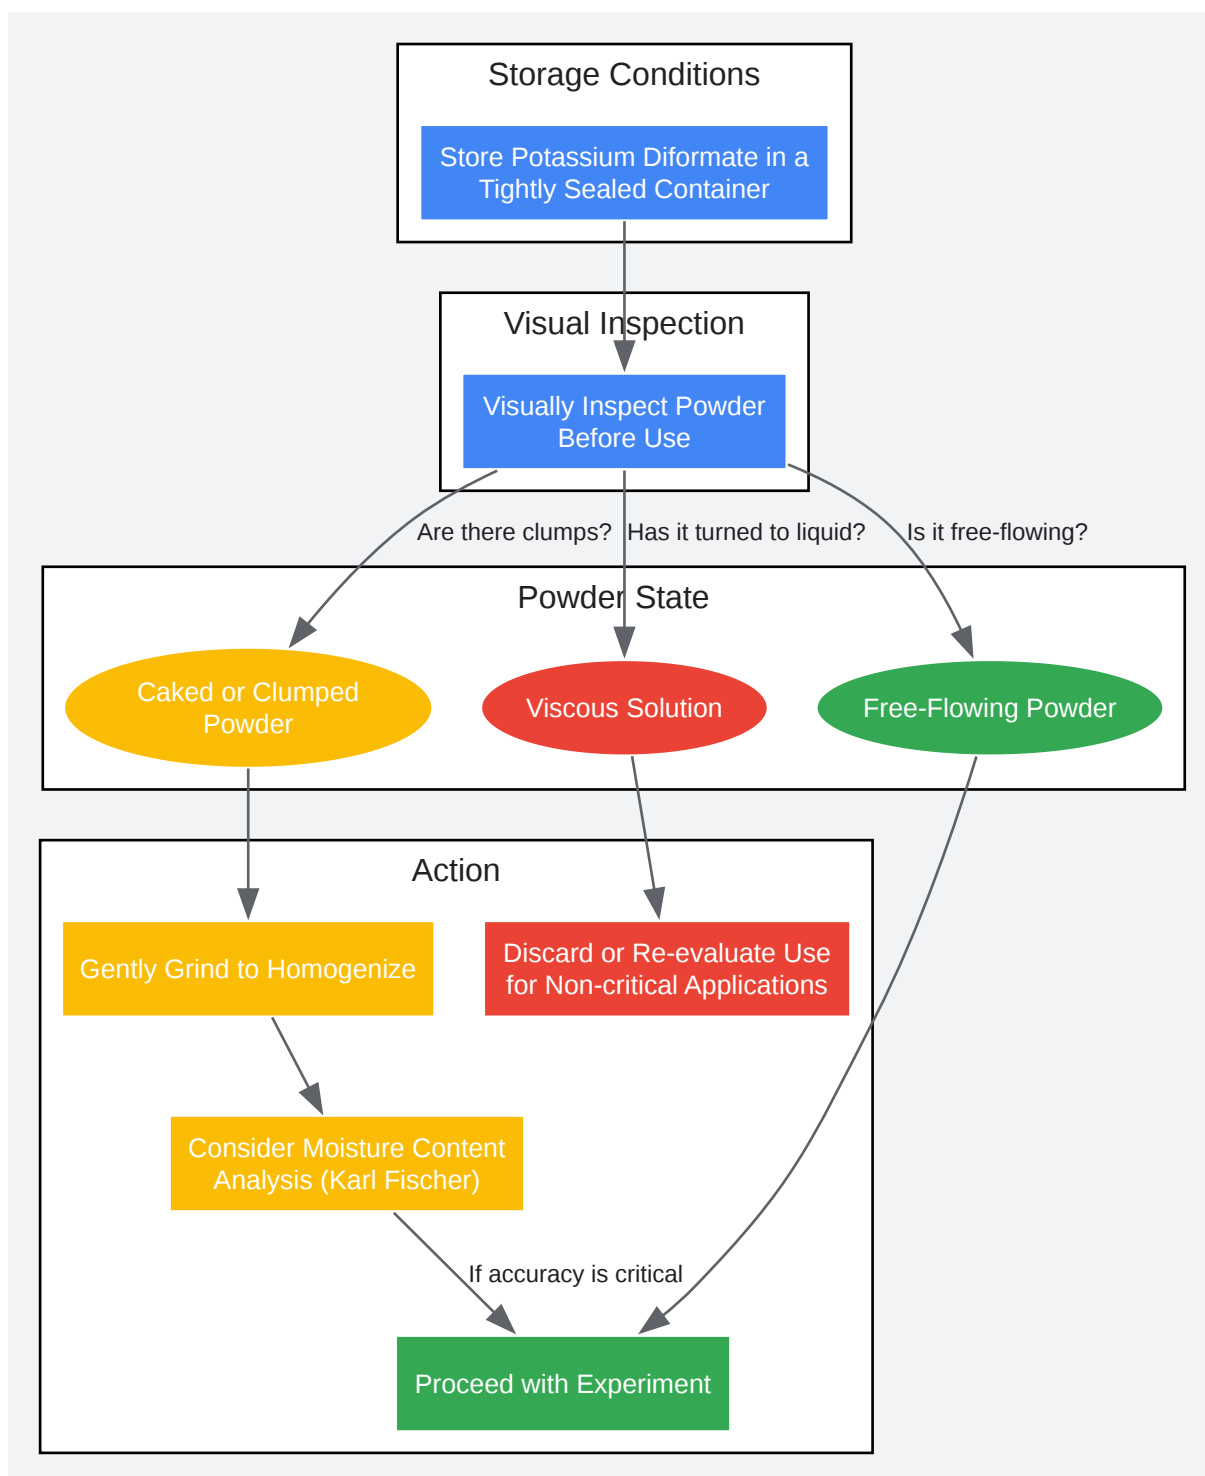 Storage Conditions
Store Potassium Diformate in a
Tightly Sealed Container
Visual Inspection
Visually Inspect Powder
Before Use
Are there clumps?
Has it turned to liquid?
Is it free-flowing?
Powder State
Caked or Clumped
Powder
Viscous Solution
Free-Flowing Powder
Action
Gently Grind to Homogenize
Discard or Re-evaluate Use
for Non-critical Applications
Consider Moisture Content
Analysis (Karl Fischer)
If accuracy is critical
Proceed with Experiment